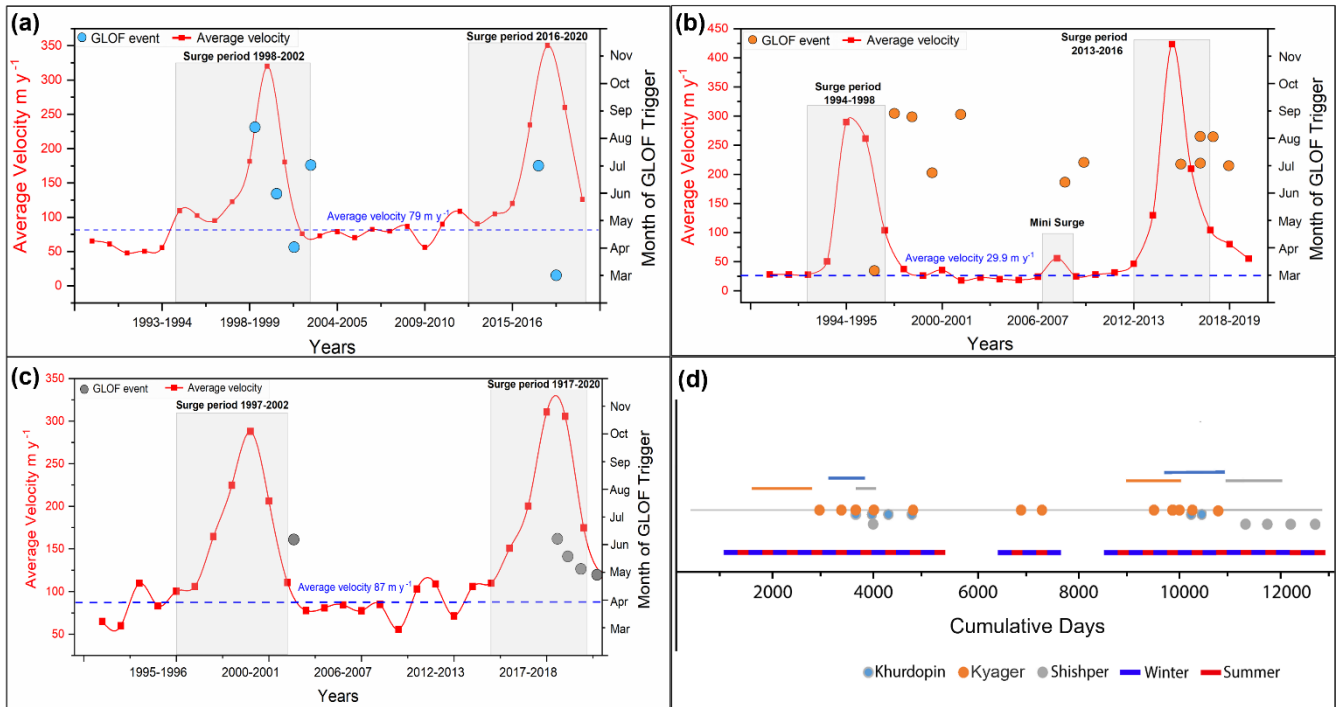 (a)
GLOF event
Average velocity
Surge period 1998-2002
Surge period 2016-2020
Average velocity 79 m y-1
Average Velocity m y-1
350
300
250
200
150
100
50
0
Nov
Oct
Sep
Aug
Jul
Jun
May
Apr
Mar
Month of GLOF Trigger
1993-1994
1998-1999
2004-2005
2009-2010
2015-2016
Years
(b)
GLOF event
Average velocity
Surge period
1994-1998
Surge period
2013-2016
Mini Surge
Average velocity 29.9 m y-1
Average Velocity m y-1
450
400
350
300
250
200
150
100
50
0
Nov
Oct
Sep
Aug
Jul
Jun
May
Apr
Mar
Month of GLOF Trigger
1994-1995
2000-2001
2006-2007
2012-2013
2018-2019
Years
(c)
GLOF event
Average velocity
Surge period 1997-2002
Surge period 1917-2020
Average velocity 87 m y-1
Average Velocity m y-1
350
300
250
200
150
100
50
Nov
Oct
Sep
Aug
Jul
Jun
May
Apr
Mar
Month of GLOF Trigger
1995-1996
2000-2001
2006-2007
2012-2013
2017-2018
Years
(d)
2000
4000
6000
8000
10000
12000
Cumulative Days
Khurdopin
Kyager
Shishper
Winter
Summer